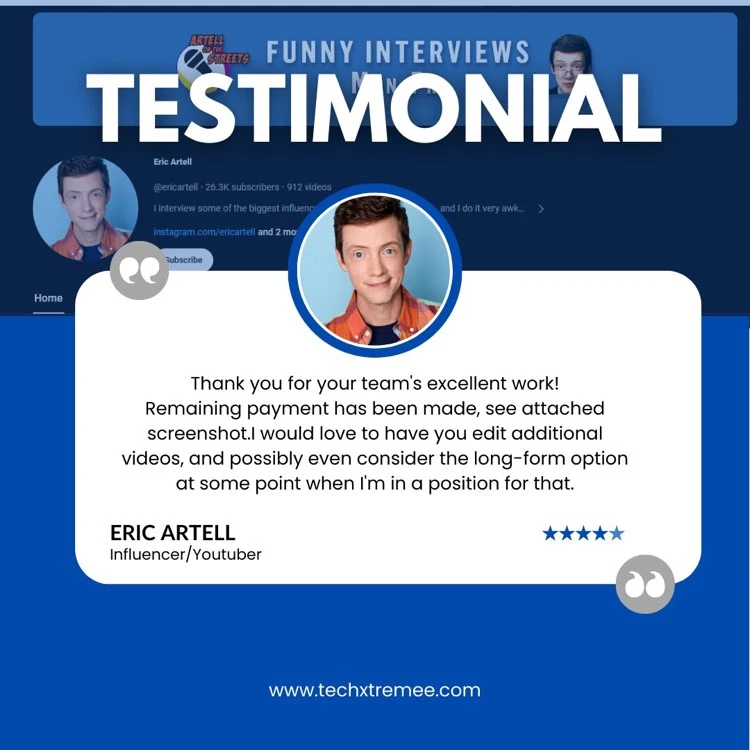 ARTELL
ON THE
STREETS
FUNNY INTERVIEWS
TESTIMONIAL
Eric Artell
@ericartell · 26.3K subscribers · 912 videos
I interview some of the biggest and I do it very awk...
instagram.com/ericartell and 2
Subscribe
Home
Thank you for your team's excellent work!
Remaining payment has been made, see attached
screenshot.I would love to have you edit additional
videos, and possibly even consider the long-form option
at some point when I'm in a position for that.
ERIC ARTELL
Influencer/Youtuber
www.techxtremee.com